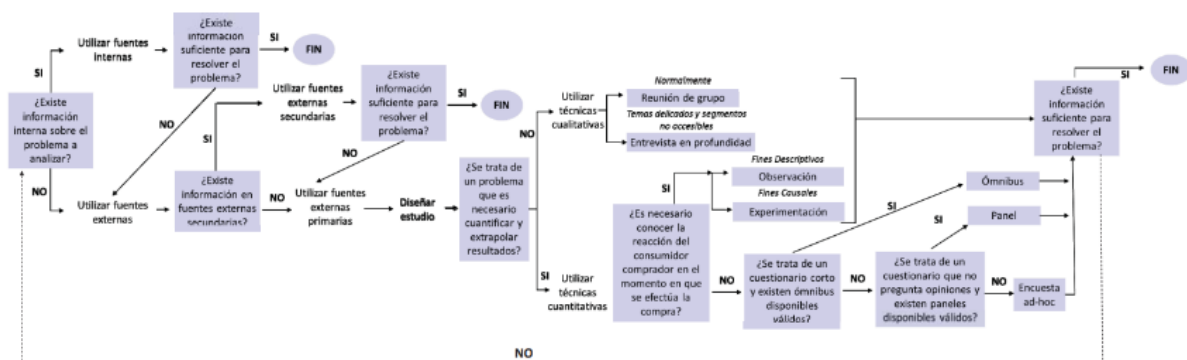 ¿Existe
información
interna sobre el
problema a
analizar?
SI
NO
Utilizar fuentes
internas
Utilizar fuentes
externas
¿Existe
información
suficiente para
resolver el
problema?
SI
FIN
NO
¿Existe
información en
fuentes externas
secundarias?
SI
NO
Utilizar fuentes
externas
secundarias
¿Existe
información
suficiente para
resolver el
problema?
SI
FIN
NO
Utilizar fuentes
externas
primarias
Diseñar
estudio
¿Se trata de
un problema
que es
necesario
cuantificar y
extrapolar
resultados?
NO
SI
Utilizar
técnicas
cualitativas
Normalmente
Reunión de grupo
Temas delicados y segmentos
no accesibles
Entrevista en profundidad
Utilizar
técnicas
cuantitativas
¿Es necesario
conocer la
reacción del
consumidor
comprador en el
momento en que
se efectúa la
compra?
SI
NO
Fines Descriptivos
Observación
Fines Causales
Experimentación
¿Se trata de un
cuestionario corto
y existen ómnibus
disponibles
válidos?
SI
NO
Ómnibus
¿Se trata de un
cuestionario que no
pregunta opiniones y
existen paneles
disponibles válidos?
SI
NO
Panel
Encuesta
ad-hoc
¿Existe
información
suficiente para
resolver el
problema?
SI
FIN
NO